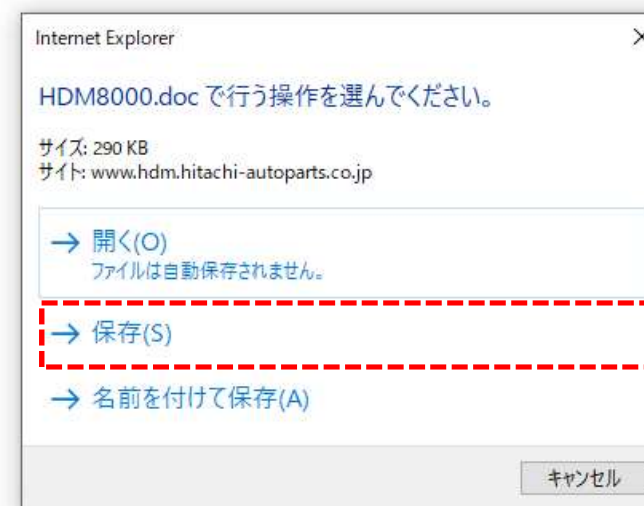 Internet Explorer
HDM8000.doc で行う操作を選んでください。
サイズ: 290 KB
サイト: www.hdm.hitachi-autoparts.co.jp
→ 開く(O)
ファイルは自動保存されません。
→ 保存(S)
→ 名前を付けて保存(A)
キャンセル